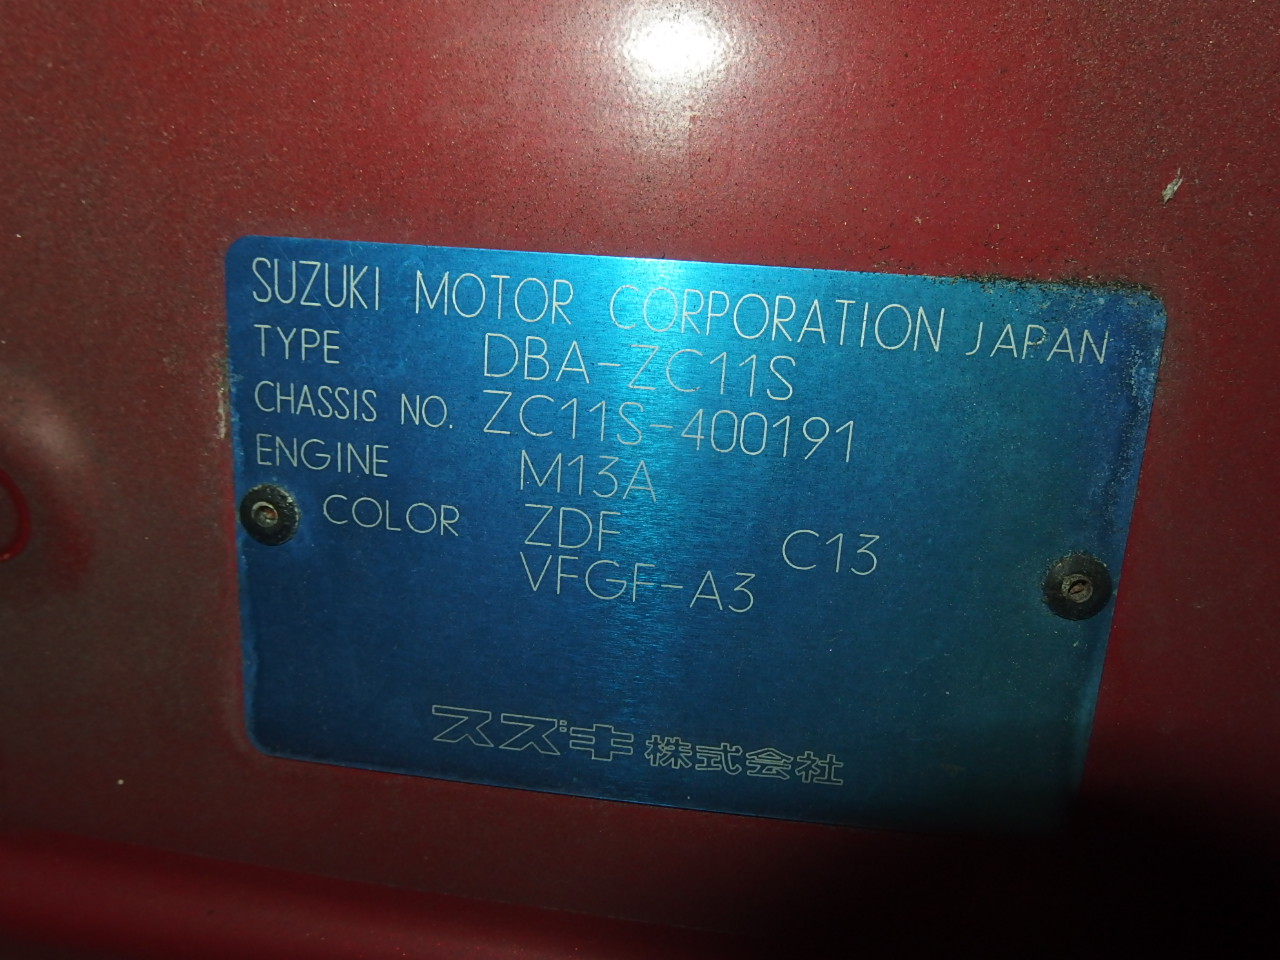 SUZUKI MOTOR CORPORATION JAPAN
TYPE DBA-ZC11S
CHASSIS NO. ZC11S-400191
ENGINE M13A
COLOR ZDF C13
VFGF-A3
スズキ株式会社